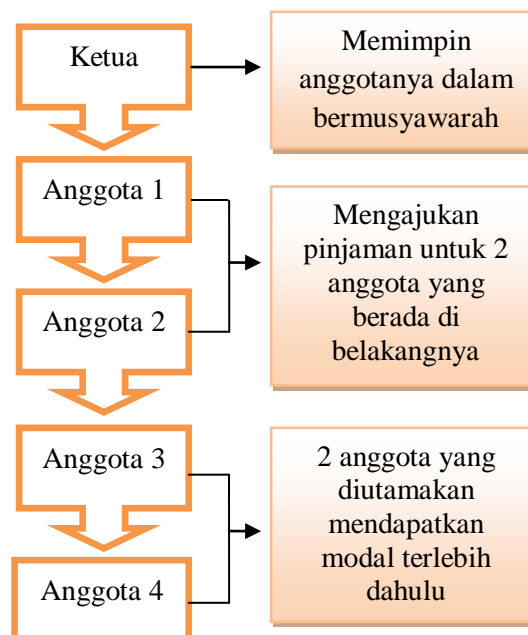 Ketua
Memimpin
anggotanya dalam
bermusyawarah
Anggota 1
Anggota 2
Mengajukan
pinjaman untuk 2
anggota yang
berada di
belakangnya
Anggota 3
Anggota 4
2 anggota yang
diutamakan
mendapatkan
modal terlebih
dahulu